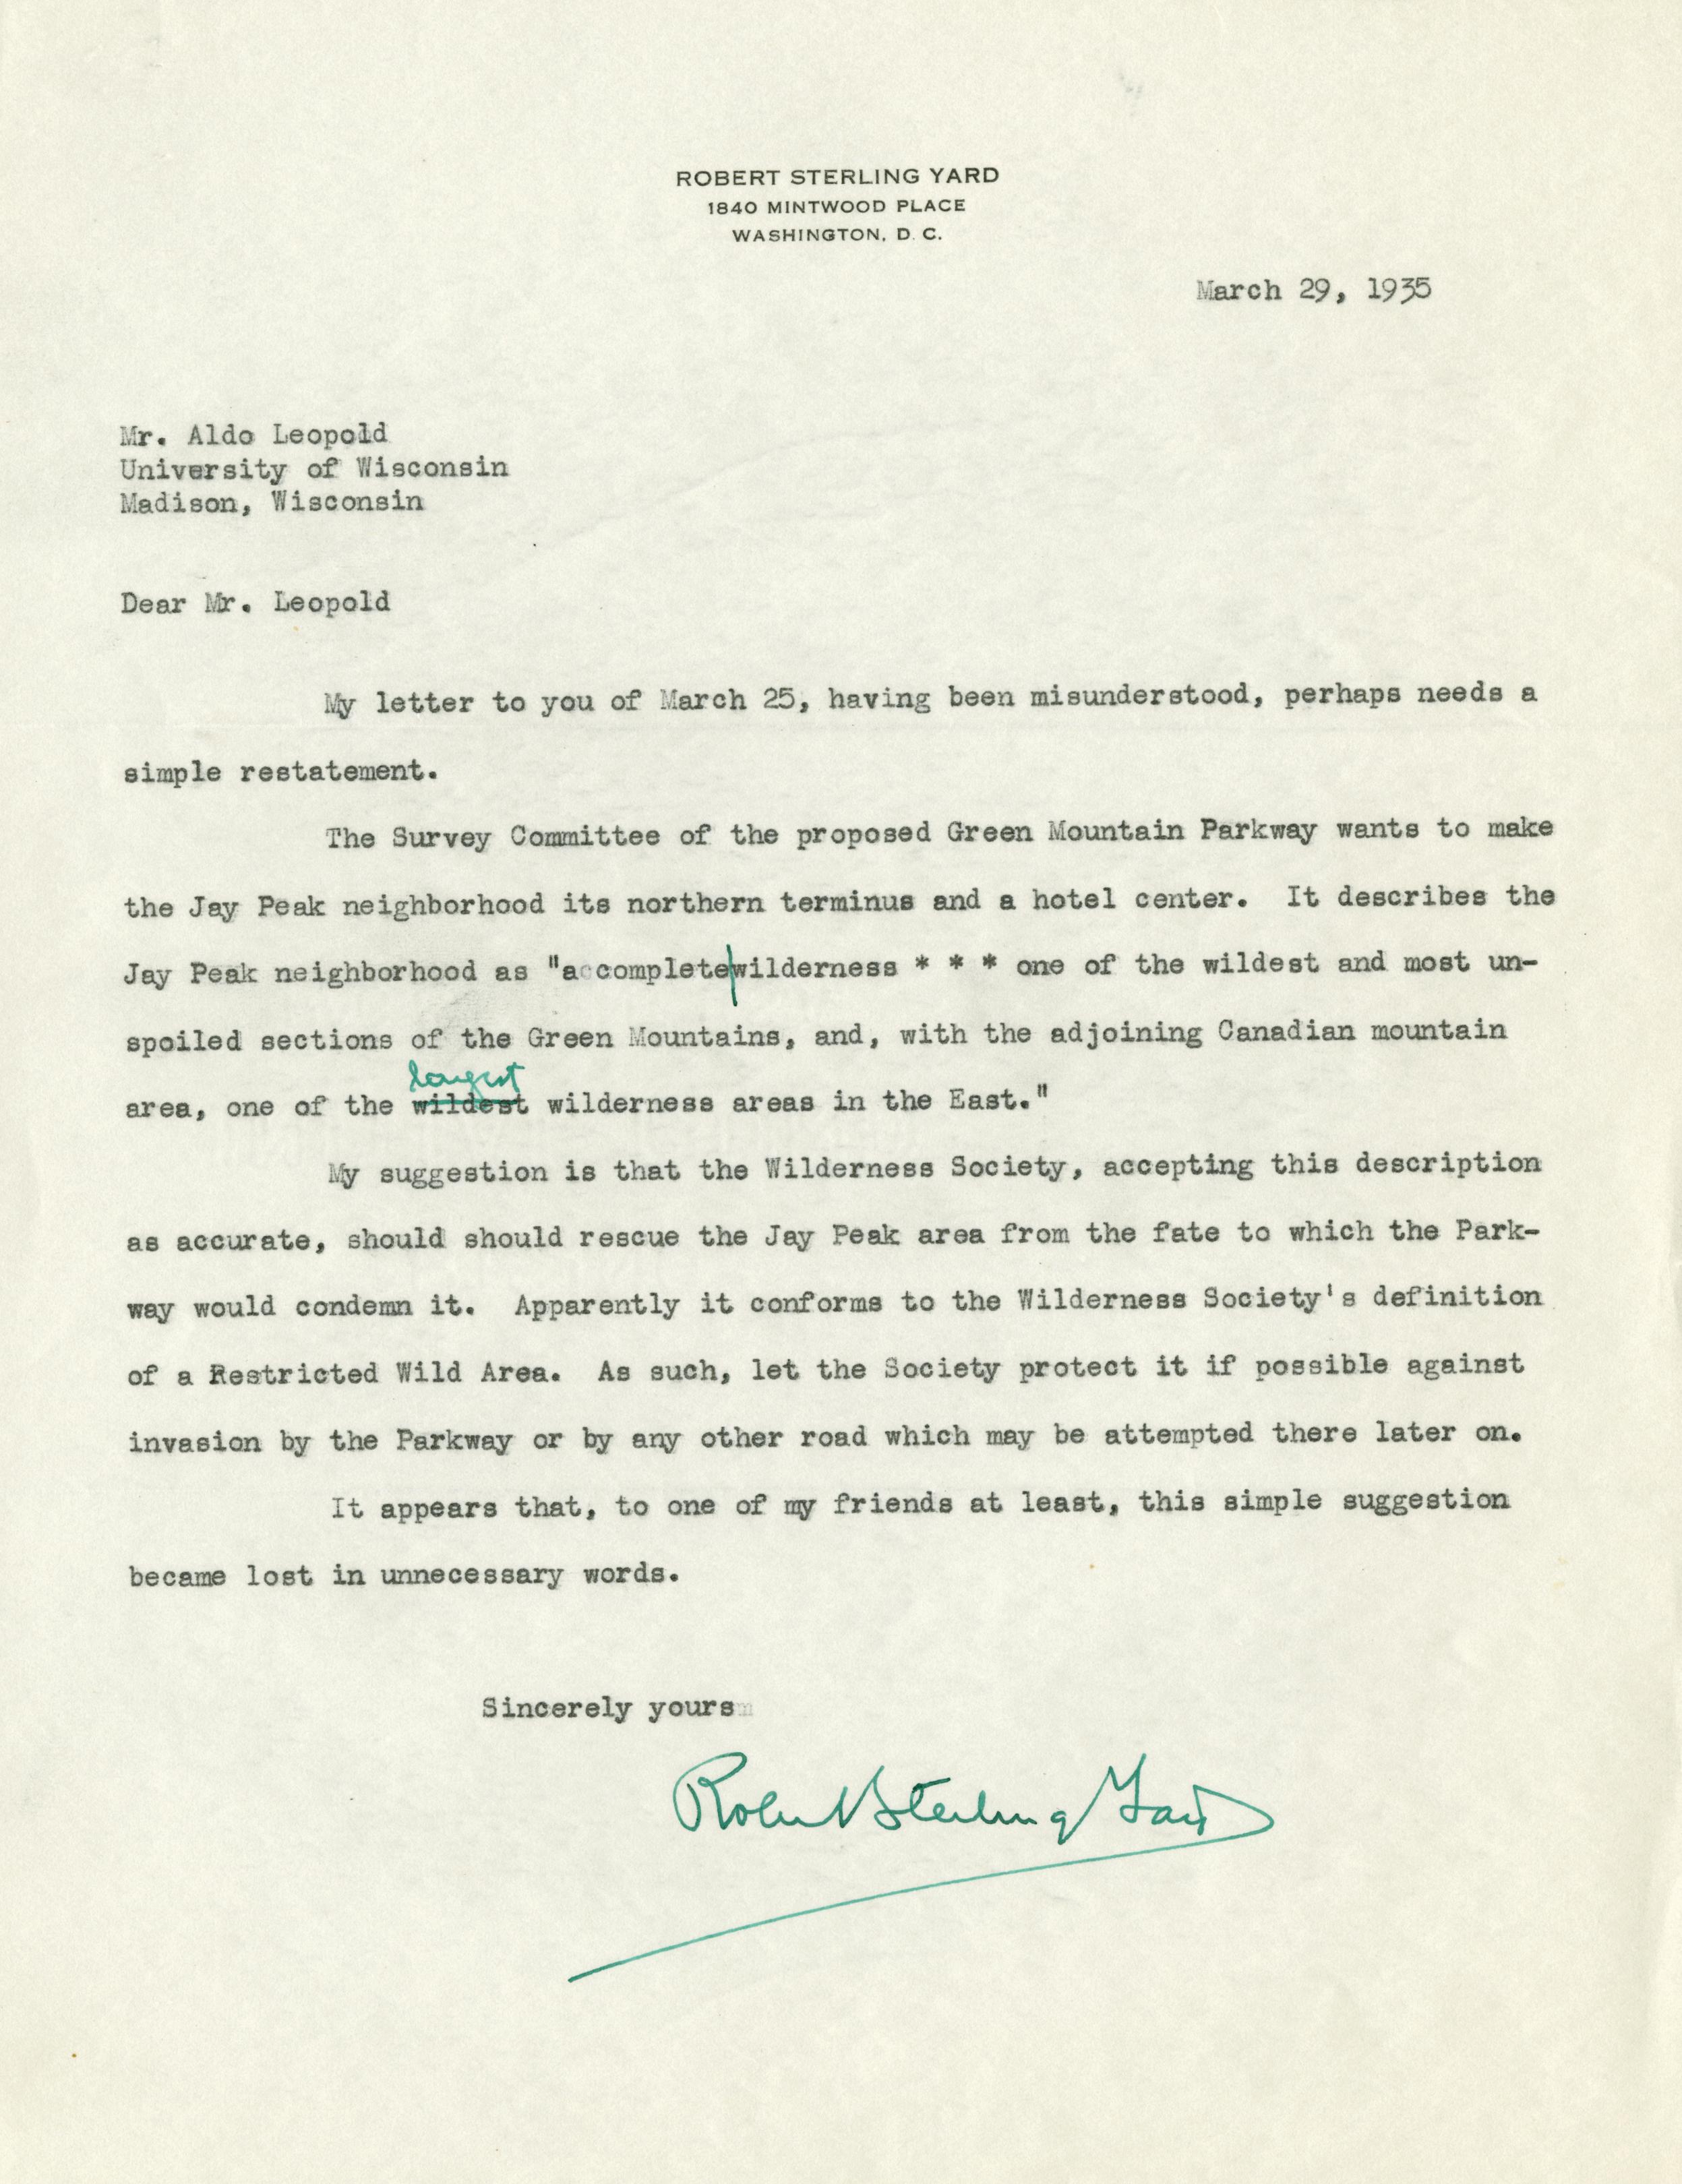 ROBERT STERLING YARD
1840 MINTWOOD PLACE
WASHINGTON, D. C.
March 29, 1935
Mr. Aldo Leopold
University of Wisconsin
Madison, Wisconsin
Dear Mr. Leopold
My letter to you of March 25, having been misunderstood, perhaps needs a
simple restatement.
The Survey Committee of the proposed Green Mountain Parkway wants to make
the Jay Peak neighborhood its northern terminus and a hotel center. It describes the
Jay Peak neighborhood as "accomplete|wilderness * * * one of the wildest and most un-
spoiled sections of the Green Mountains, and, with the adjoining Canadian mountain
largest
area, one of the wildest wilderness areas in the East."
My suggestion is that the Wilderness Society, accepting this description
as accurate, should should rescue the Jay Peak area from the fate to which the Park-
way would condemn it. Apparently it conforms to the Wilderness Society's definition
of a Restricted Wild Area. As such, let the Society protect it if possible against
invasion by the Parkway or by any other road which may be attempted there later on.
It appears that, to one of my friends at least, this simple suggestion
became lost in unnecessary words.
Sincerely yours
Robert Sterling Yard